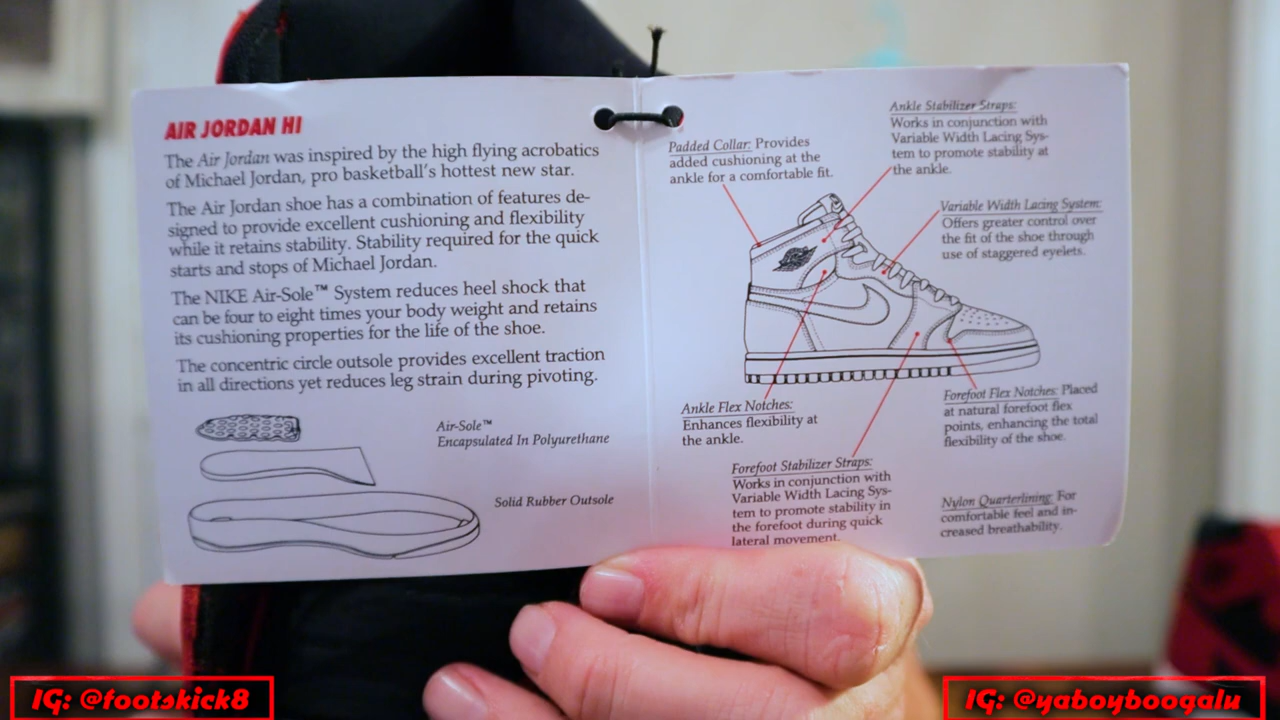 AIR JORDAN HI
The Air Jordan was inspired by the high flying acrobatics
of Michael Jordan, pro basketball's hottest new star.
The Air Jordan shoe has a combination of features de-
signed to provide excellent cushioning and flexibility
while it retains stability. Stability required for the quick
starts and stops of Michael Jordan.
The NIKE Air-Sole™ System reduces heel shock that
can be four to eight times your body weight and retains
its cushioning properties for the life of the shoe.
The concentric circle outsole provides excellent traction
in all directions yet reduces leg strain during pivoting.
Air-Sole™
Encapsulated In Polyurethane
Solid Rubber Outsole
Padded Collar: Provides
added cushioning at the
ankle for a comfortable fit.
Ankle Stabilizer Straps:
Works in conjunction with
Variable Width Lacing Sys-
tem to promote stability at
the ankle.
Variable Width Lacing System:
Offers greater control over
the fit of the shoe through
use of staggered eyelets.
Ankle Flex Notches:
Enhances flexibility at
the ankle.
Forefoot Stabilizer Straps:
Works in conjunction with
Variable Width Lacing Sys-
tem to promote stability in
the forefoot during quick
lateral movement.
Forefoot Flex Notches: Placed
at natural forefoot flex
points, enhancing the total
flexibility of the shoe.
Nylon Quarterlining: For
comfortable feel and in-
creased breathability.
IG: @footskick8
IG: @yaboyboogalu